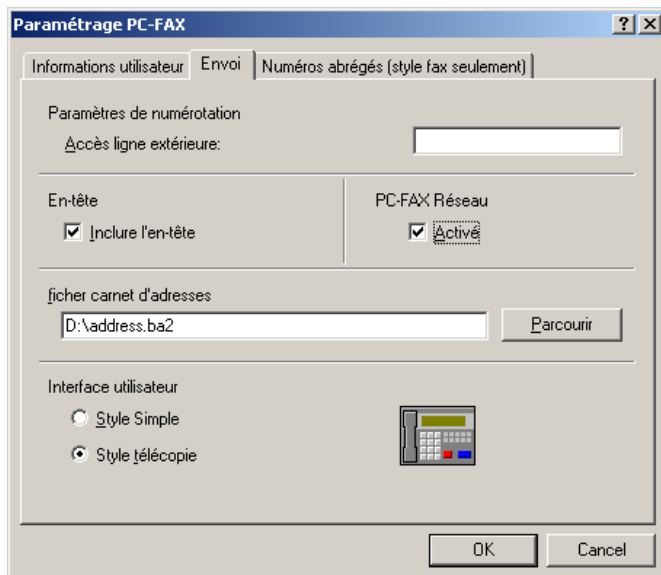 Paramétrage PC-FAX
Informations utilisateur Envoi Numéros abrégés (style fax seulement)
Paramètres de numérotation
Accès ligne extérieure:
En-tête PC-FAX Réseau
Inclure l'en-tête Activé
ficher carnet d'adresses
D:\address.ba2 Parcourir
Interface utilisateur
Style Simple
Style télécopie
OK Cancel